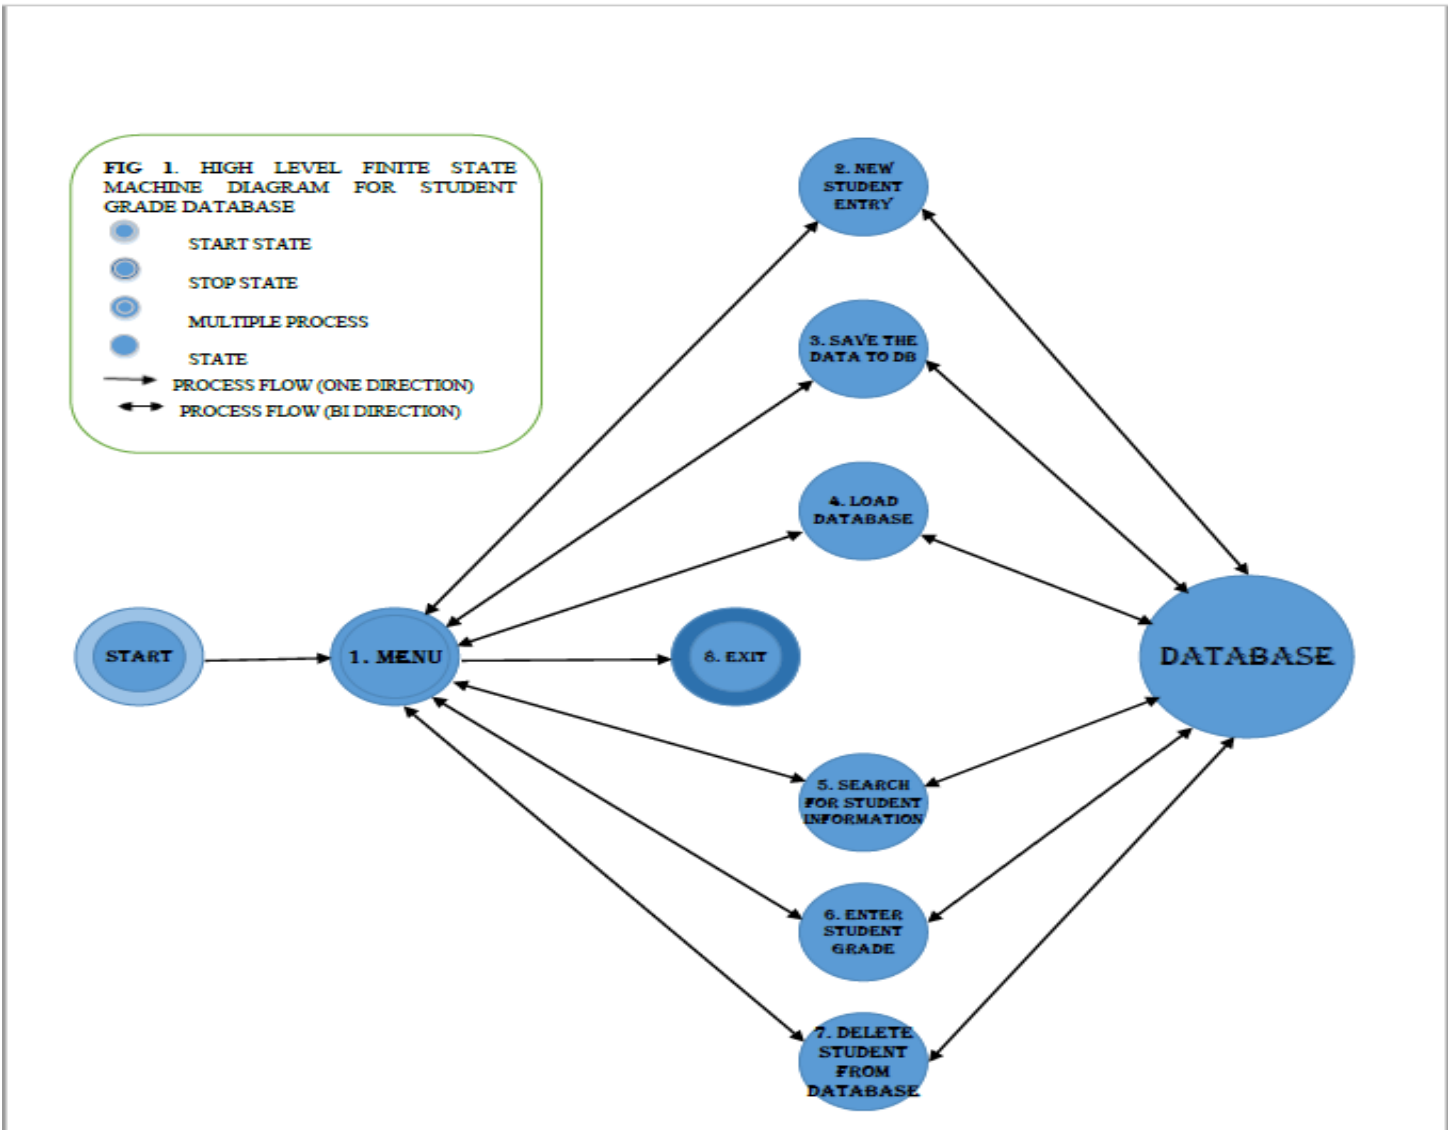 FIG 1. HIGH LEVEL FINITE STATE
MACHINE DIAGRAM FOR STUDENT
GRADE DATABASE
START STATE
STOP STATE
MULTIPLE PROCESS
STATE
PROCESS FLOW (ONE DIRECTION)
PROCESS FLOW (BI DIRECTION)
2. NEW
STUDENT
ENTRY
3. SAVE THE
DATA TO DB
4. LOAD
DATABASE
START
1. MENU
8. EXIT
DATABASE
5. SEARCH
FOR STUDENT
INFORMATION
6. ENTER
STUDENT
GRADE
7. DELETE
STUDENT
FROM
DATABASE